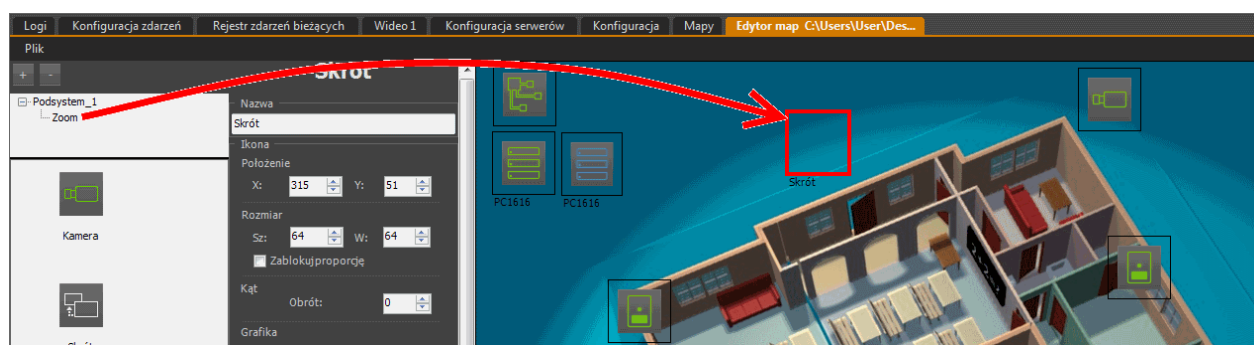 Logi Konfiguracja zdarzeń Rejestr zdarzeń bieżących Wideo 1 Konfiguracja serwerów Konfiguracja Mapy Edytor map C:\Users\User\Des...
Plik
+ -
Skrót
Podsystem_1
Zoom
Nazwa
Skrót
Ikona
Położenie
X: 315 Y: 51
Rozmiar
Sz: 64 W: 64
Zablokuj proporcję
Kąt
Obrót: 0
Grafika
Kamera
Skrót
PC1616 PC1616
Skrót